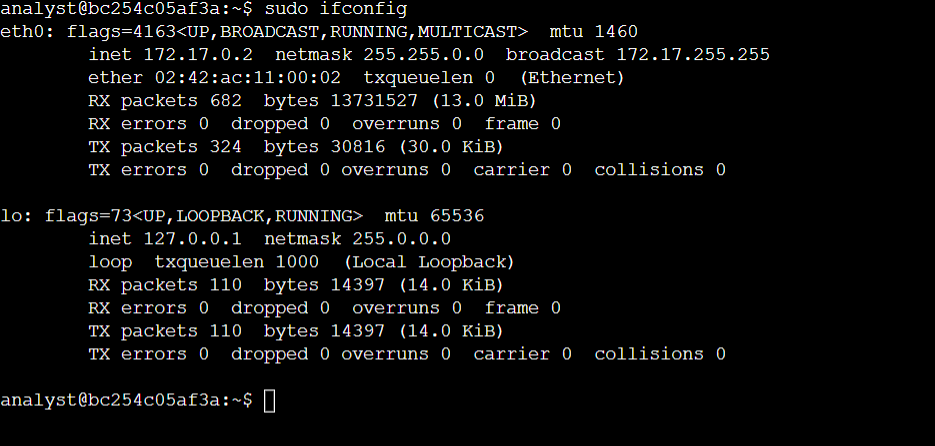 analyst@bc254c05af3a:~$ sudo ifconfig
eth0: flags=4163<UP,BROADCAST,RUNNING,MULTICAST>  mtu 1460
        inet 172.17.0.2  netmask 255.255.0.0  broadcast 172.17.255.255
        ether 02:42:ac:11:00:02  txqueuelen 0  (Ethernet)
        RX packets 682  bytes 13731527 (13.0 MiB)
        RX errors 0  dropped 0  overruns 0  frame 0
        TX packets 324  bytes 30816 (30.0 KiB)
        TX errors 0  dropped 0 overruns 0  carrier 0  collisions 0

lo: flags=73<UP,LOOPBACK,RUNNING>  mtu 65536
        inet 127.0.0.1  netmask 255.0.0.0
        loop  txqueuelen 1000  (Local Loopback)
        RX packets 110  bytes 14397 (14.0 KiB)
        RX errors 0  dropped 0  overruns 0  frame 0
        TX packets 110  bytes 14397 (14.0 KiB)
        TX errors 0  dropped 0 overruns 0  carrier 0  collisions 0

analyst@bc254c05af3a:~$